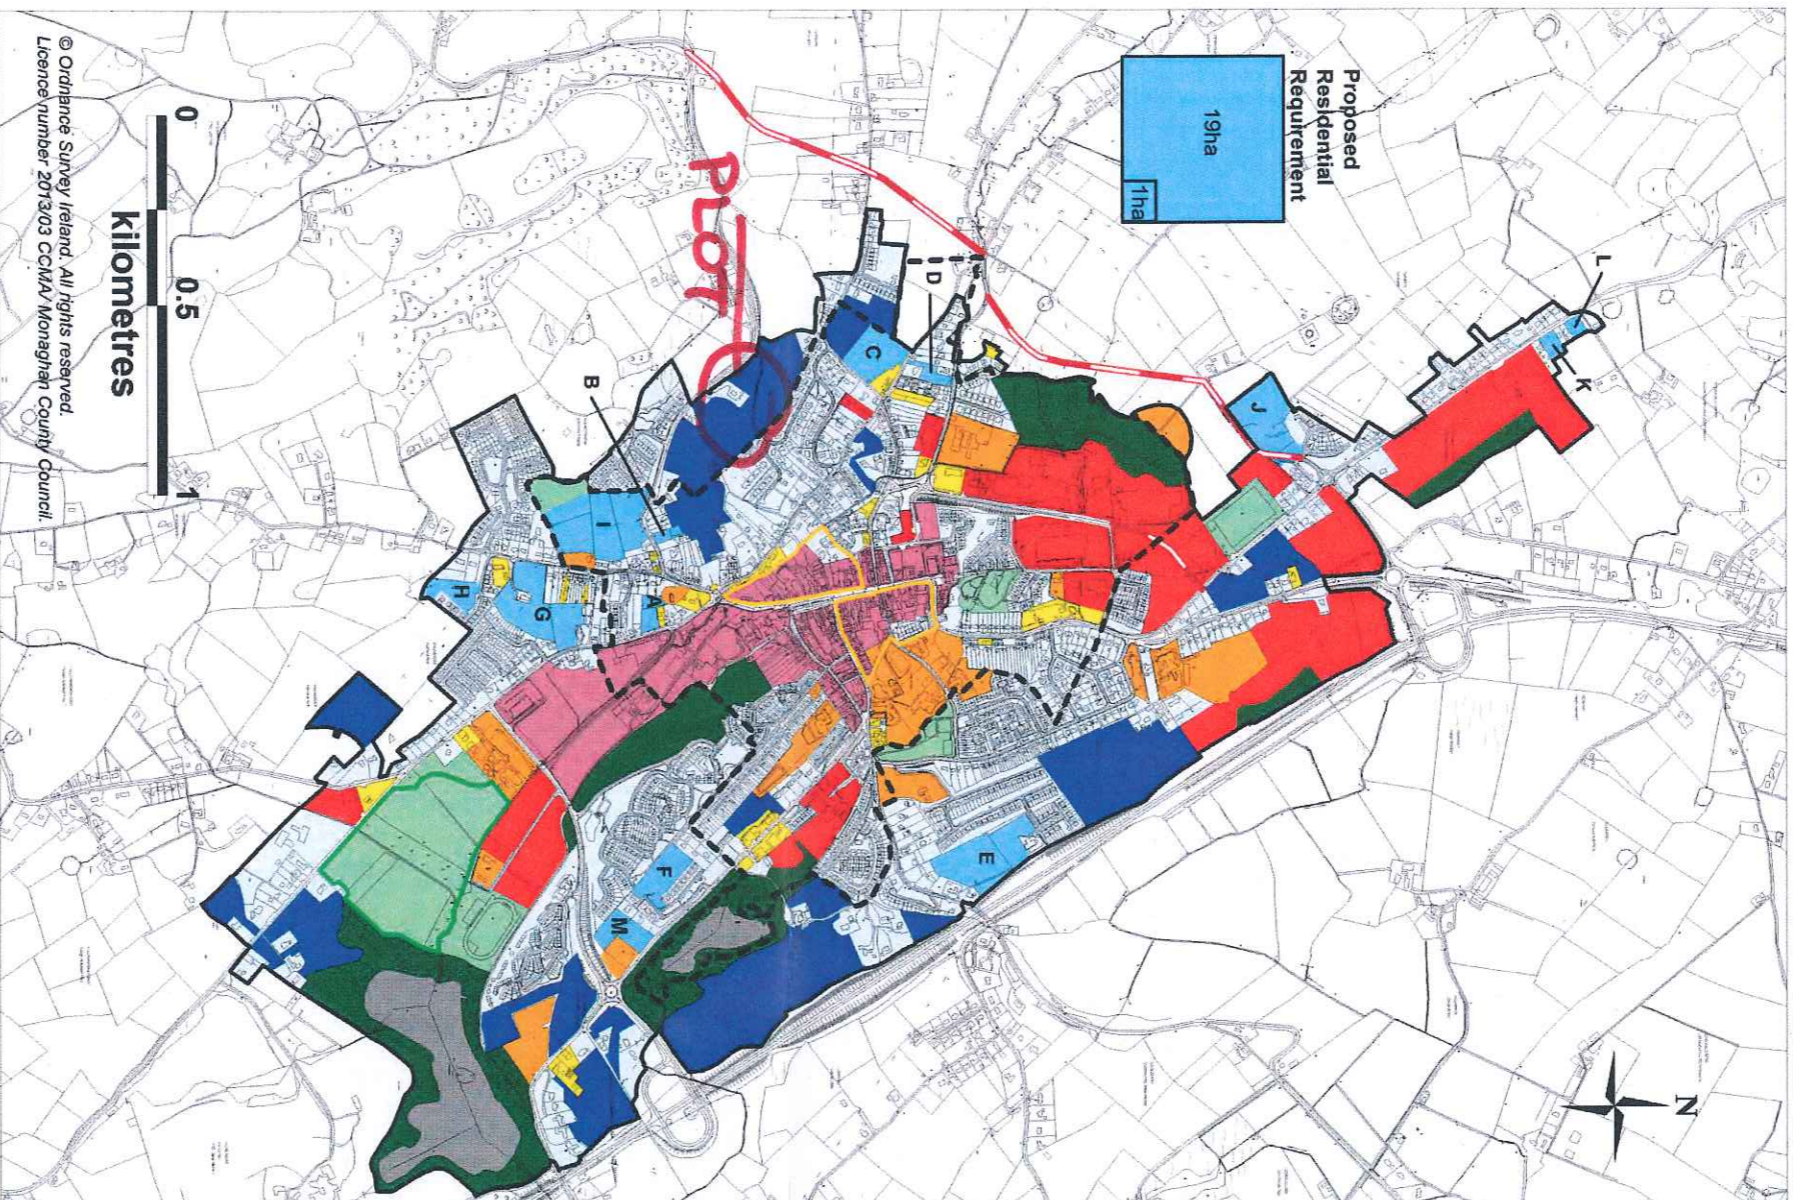 Proposed
Residential
Requirement
19ha
1ha
L
K
J
D
C
PLOT
B
I
A
H
G
E
F
M
N
0
0.5
1
kilometres
© Ordnance Survey Ireland. All rights reserved.
Licence number 2013/03 CCMA/ Monaghan County Council.